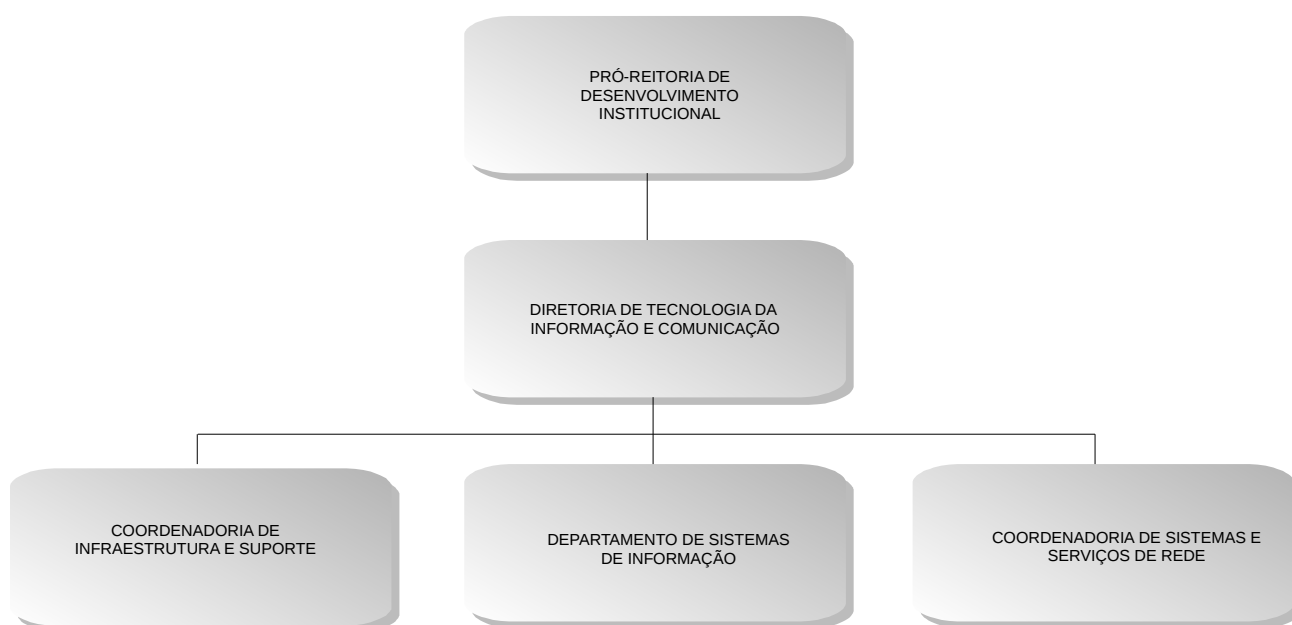 PRÓ-REITORIA DE
DESENVOLVIMENTO
INSTITUCIONAL
DIRETORIA DE TECNOLOGIA DA
INFORMAÇÃO E COMUNICAÇÃO
COORDENADORIA DE
INFRAESTRUTURA E SUPORTE
DEPARTAMENTO DE SISTEMAS
DE INFORMAÇÃO
COORDENADORIA DE SISTEMAS E
SERVIÇOS DE REDE